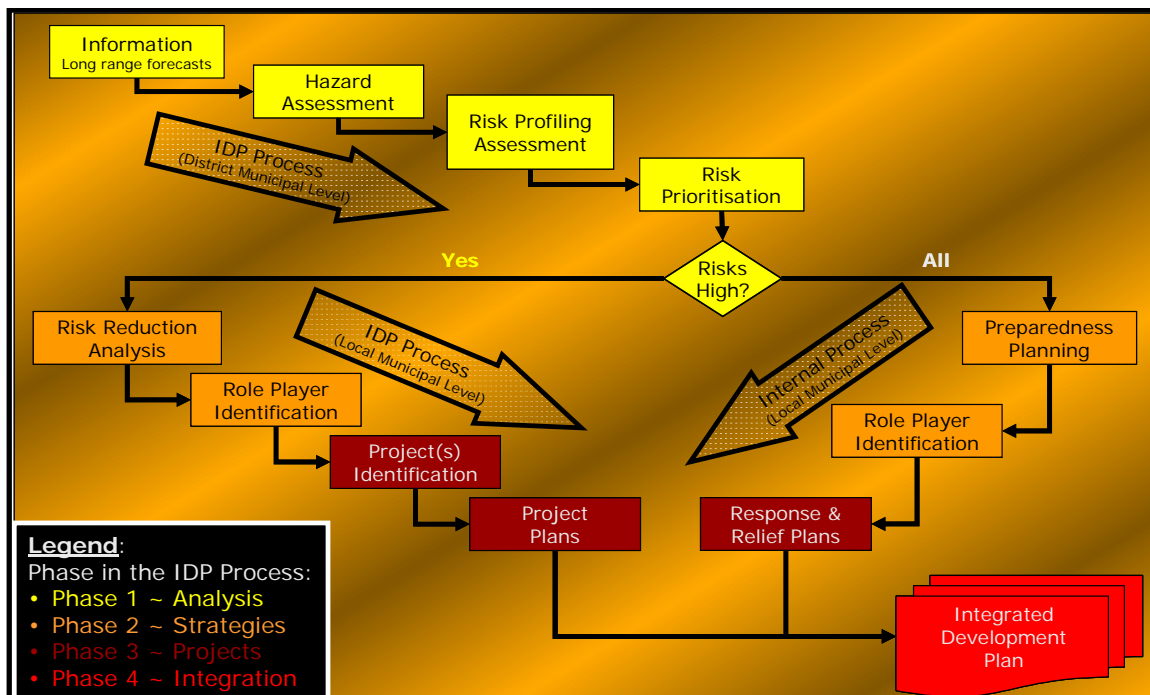 Information
Long range forecasts
Hazard
Assessment
Risk Profiling
Assessment
IDP Process
(District Municipal Level)
Risk
Prioritisation
Yes
Risks
High?
All
Risk Reduction
Analysis
IDP Process
(Local Municipal Level)
Internal Process
(Local Municipal Level)
Preparedness
Planning
Role Player
Identification
Role Player
Identification
Project(s)
Identification
Project
Plans
Response &
Relief Plans
Legend:
Phase in the IDP Process:
• Phase 1 ~ Analysis
• Phase 2 ~ Strategies
• Phase 3 ~ Projects
• Phase 4 ~ Integration
Integrated
Development
Plan